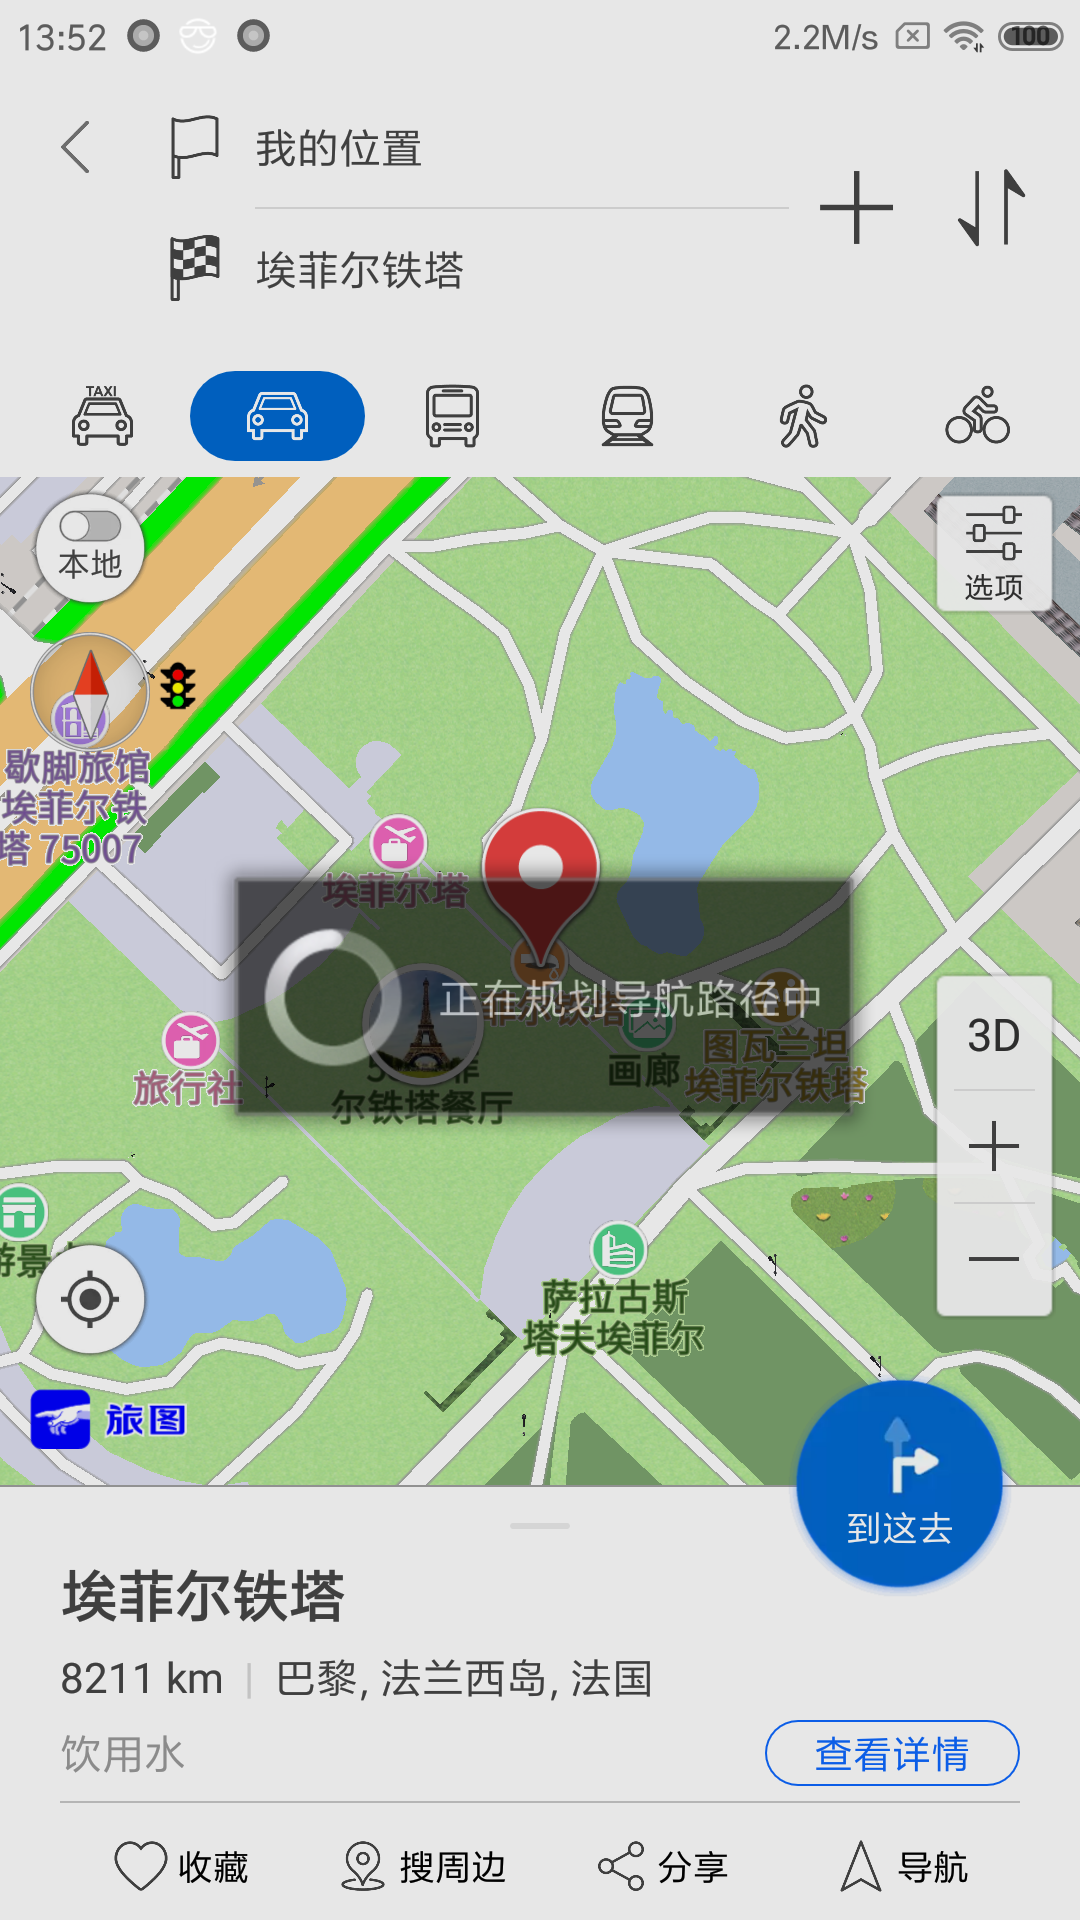 13:52
2.2M/s
100
我的位置
埃菲尔铁塔
TAXI
本地
选项
歇脚旅馆
埃菲尔铁
塔 75007
埃菲尔塔
正在规划导航路径中
画廊
图瓦兰坦
埃菲尔铁塔
旅行社
尔铁塔餐厅
3D
萨拉古斯
塔夫埃菲尔
旅图
到这去
埃菲尔铁塔
8211 km | 巴黎, 法兰西岛, 法国
饮用水
查看详情
收藏
搜周边
分享
导航